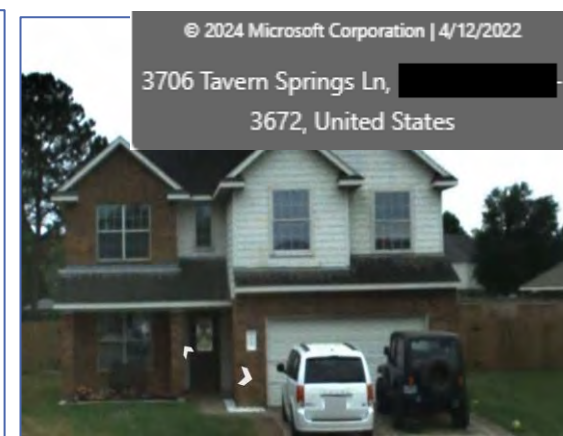 © 2024 Microsoft Corporation | 4/12/2022
3706 Tavern Springs Ln, -
3672, United States